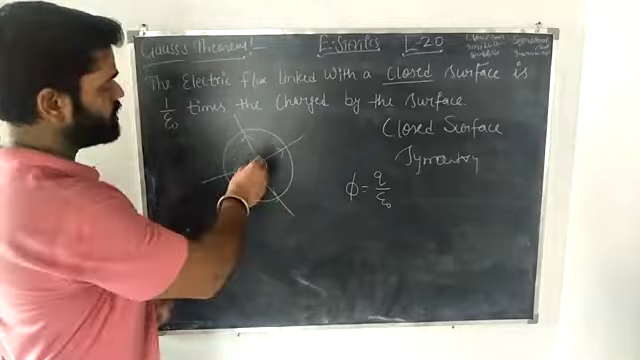 Gauss's Theorem! E-Statics L-20
The Electric flux linked with a closed surface is
1/ε₀ times the charged by the surface.
Closed Surface
Symmetry
φ = q/ε₀